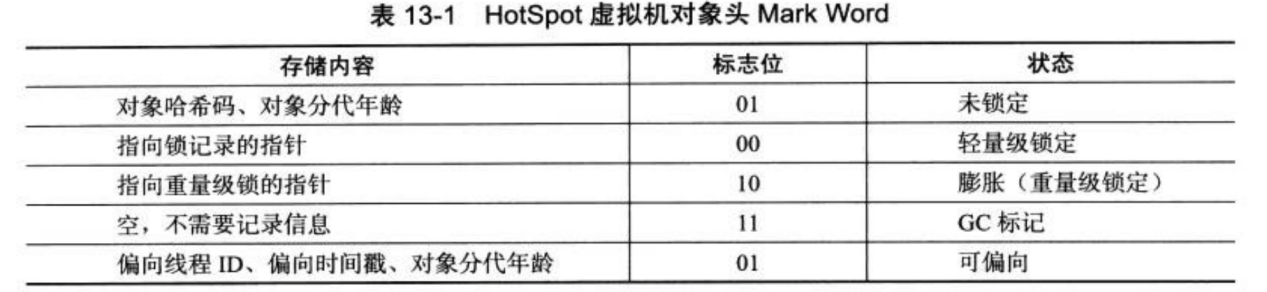 表 13-1 HotSpot 虚拟机对象头 Mark Word
存储内容 标志位 状态
对象哈希码、对象分代年龄 01 未锁定
指向锁记录的指针 00 轻量级锁定
指向重量级锁的指针 10 膨胀（重量级锁定）
空，不需要记录信息 11 GC 标记
偏向线程 ID、偏向时间戳、对象分代年龄 01 可偏向